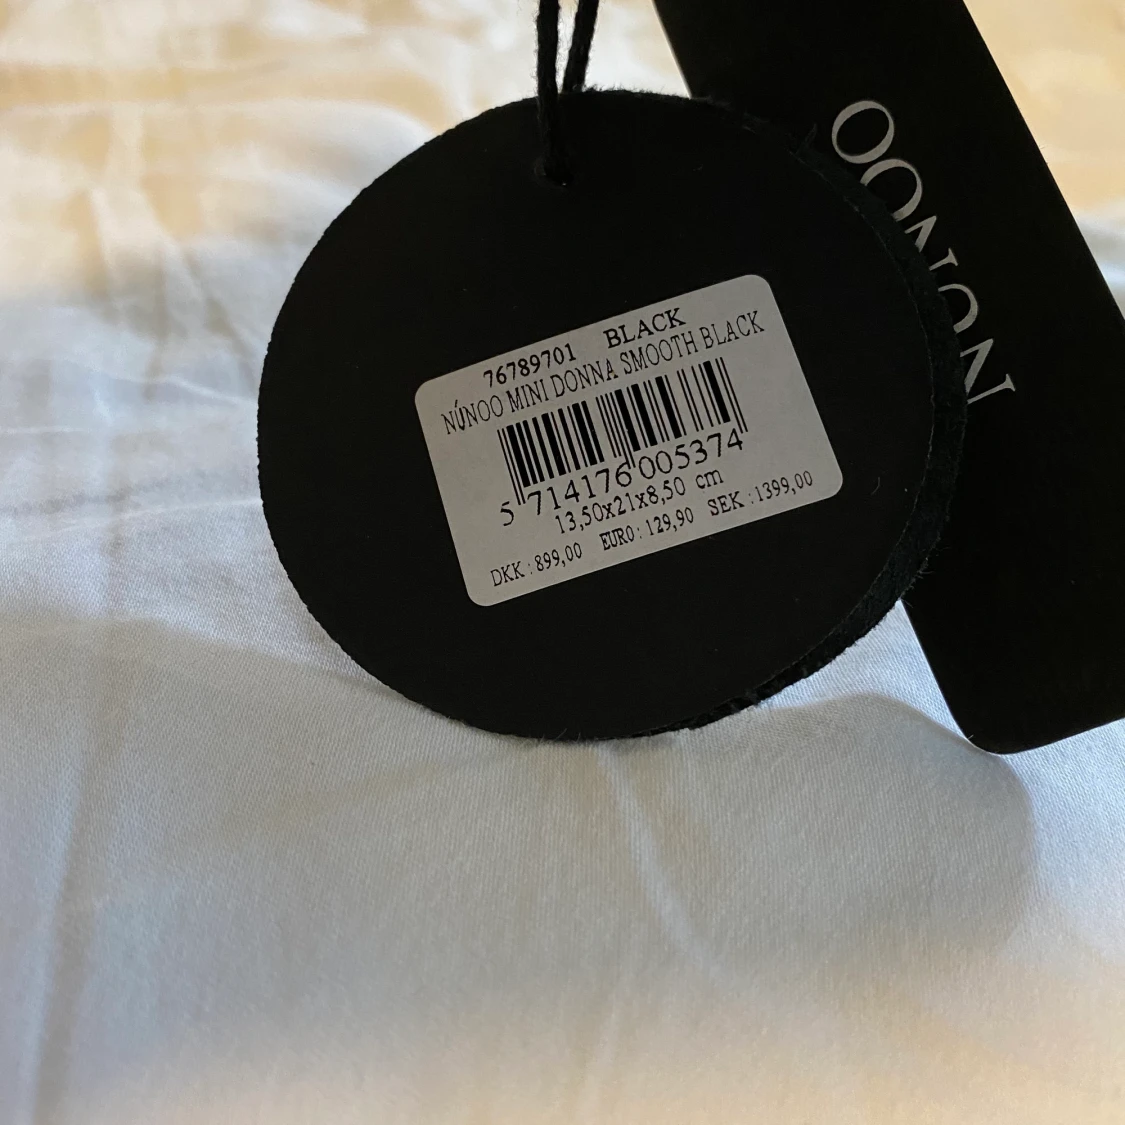 76789701 BLACK
NÚNOO MINI DONNA SMOOTH BLACK
5 714176 005374
13,50x21x8,50 cm
DKK : 899,00 EURO : 129,90 SEK : 1399,00
NÚNOO